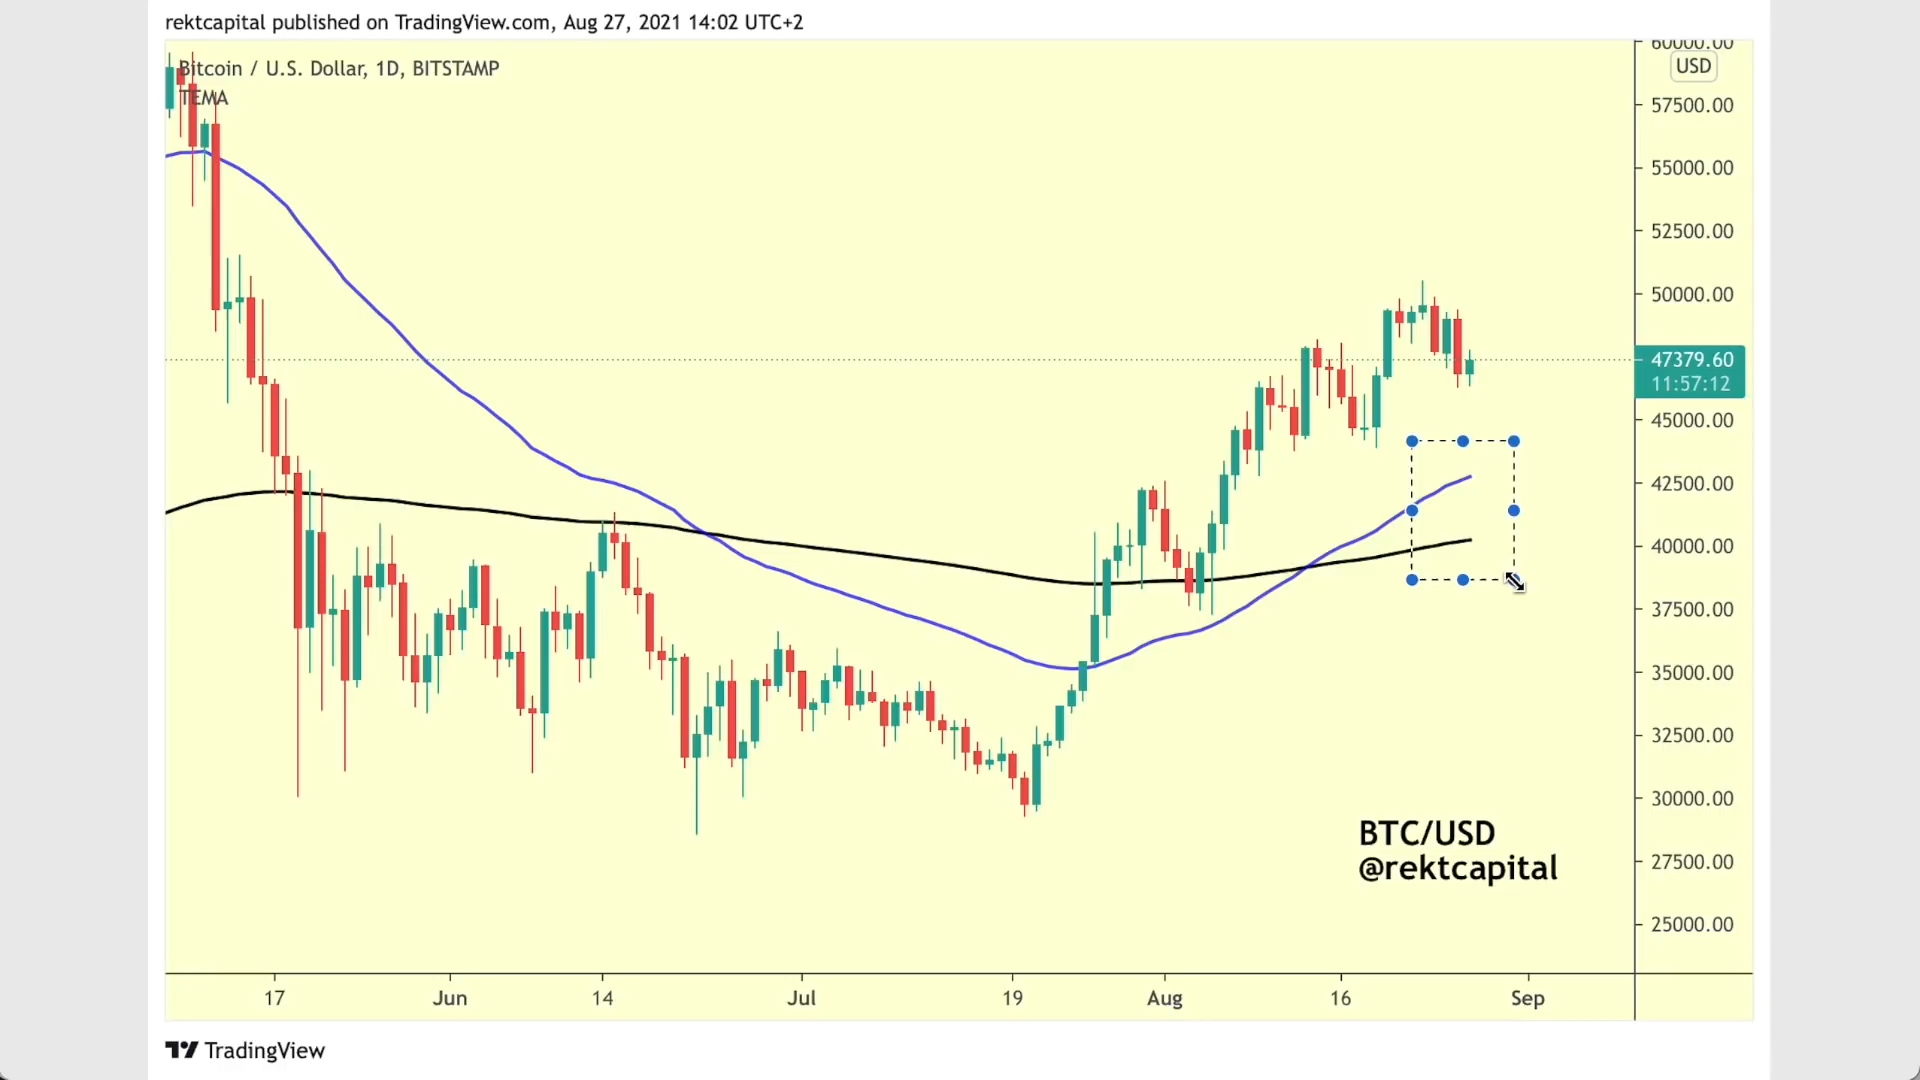 rektcapital published on TradingView.com, Aug 27, 2021 14:02 UTC+2
Bitcoin / U.S. Dollar, 1D, BITSTAMP
TEMA
60000.00
USD
57500.00
55000.00
52500.00
50000.00
47379.60
11:57:12
45000.00
42500.00
40000.00
37500.00
35000.00
32500.00
30000.00
27500.00
25000.00
BTC/USD
@rektcapital
17 Jun 14 Jul 19 Aug 16 Sep
TradingView